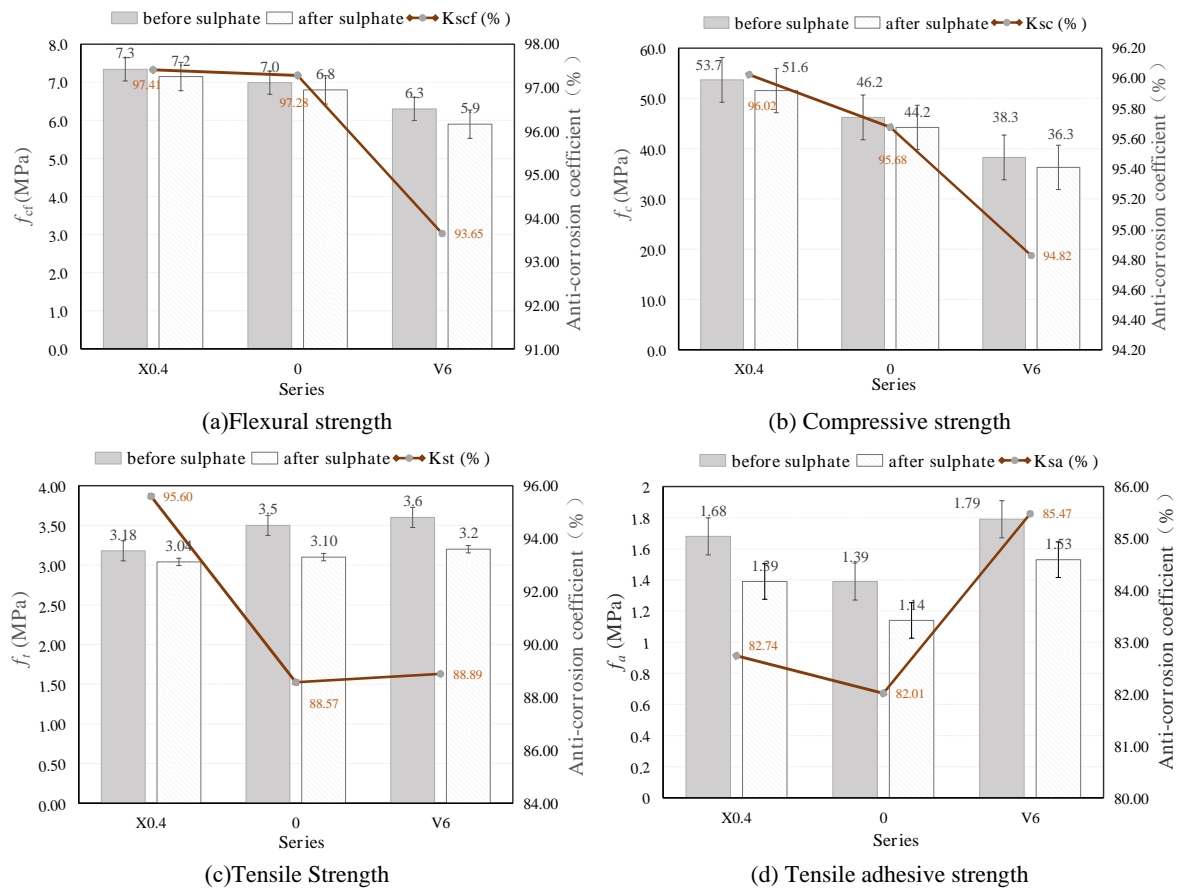 before sulphate after sulphate Kscf (%)
8.0
7.0
6.0
5.0
4.0
3.0
2.0
1.0
0.0
f_cf (MPa)
7.3 7.2 7.0 6.8 6.3 5.9
97.41 97.28 93.65
98.00
97.00
96.00
95.00
94.00
93.00
92.00
91.00
Anti-corrosion coefficient (%)
X0.4 0 V6
Series
(a)Flexural strength
before sulphate after sulphate Ksc (%)
60.0
50.0
40.0
30.0
20.0
10.0
0.0
f_c (MPa)
53.7 51.6 46.2 44.2 38.3 36.3
96.02 95.68 94.82
96.20
96.00
95.80
95.60
95.40
95.20
95.00
94.80
94.60
94.40
94.20
Anti-corrosion coefficient (%)
X0.4 0 V6
Series
(b) Compressive strength
before sulphate after sulphate Kst (%)
4.00
3.50
3.00
2.50
2.00
1.50
1.00
0.50
0.00
f_t (MPa)
3.18 3.04 3.5 3.10 3.6 3.2
95.60 88.57 88.89
96.00
94.00
92.00
90.00
88.00
86.00
84.00
Anti-corrosion coefficient (%)
X0.4 0 V6
Series
(c)Tensile Strength
before sulphate after sulphate Ksa (%)
2
1.8
1.6
1.4
1.2
1
0.8
0.6
0.4
0.2
0
f_a (MPa)
1.68 1.39 1.39 1.14 1.79 1.53
82.74 82.01 85.47
86.00
85.00
84.00
83.00
82.00
81.00
80.00
Anti-corrosion coefficient (%)
X0.4 0 V6
Series
(d) Tensile adhesive strength